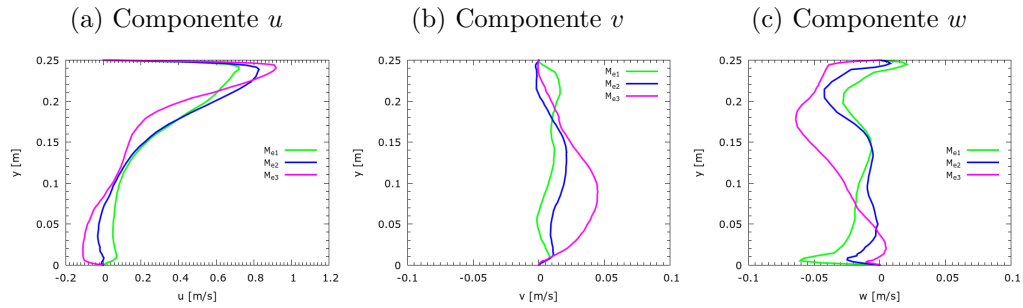 (a) Componente u
(b) Componente v
(c) Componente w
0.25
0.2
0.15
0.1
0.05
0
y [m]
-0.2 0 0.2 0.4 0.6 0.8 1 1.2
u [m/s]
Me1
Me2
Me3
0.25
0.2
0.15
0.1
0.05
0
y [m]
-0.1 -0.05 0 0.05 0.1
v [m/s]
Me1
Me2
Me3
0.25
0.2
0.15
0.1
0.05
0
y [m]
-0.1 -0.05 0 0.05 0.1
w [m/s]
Me1
Me2
Me3